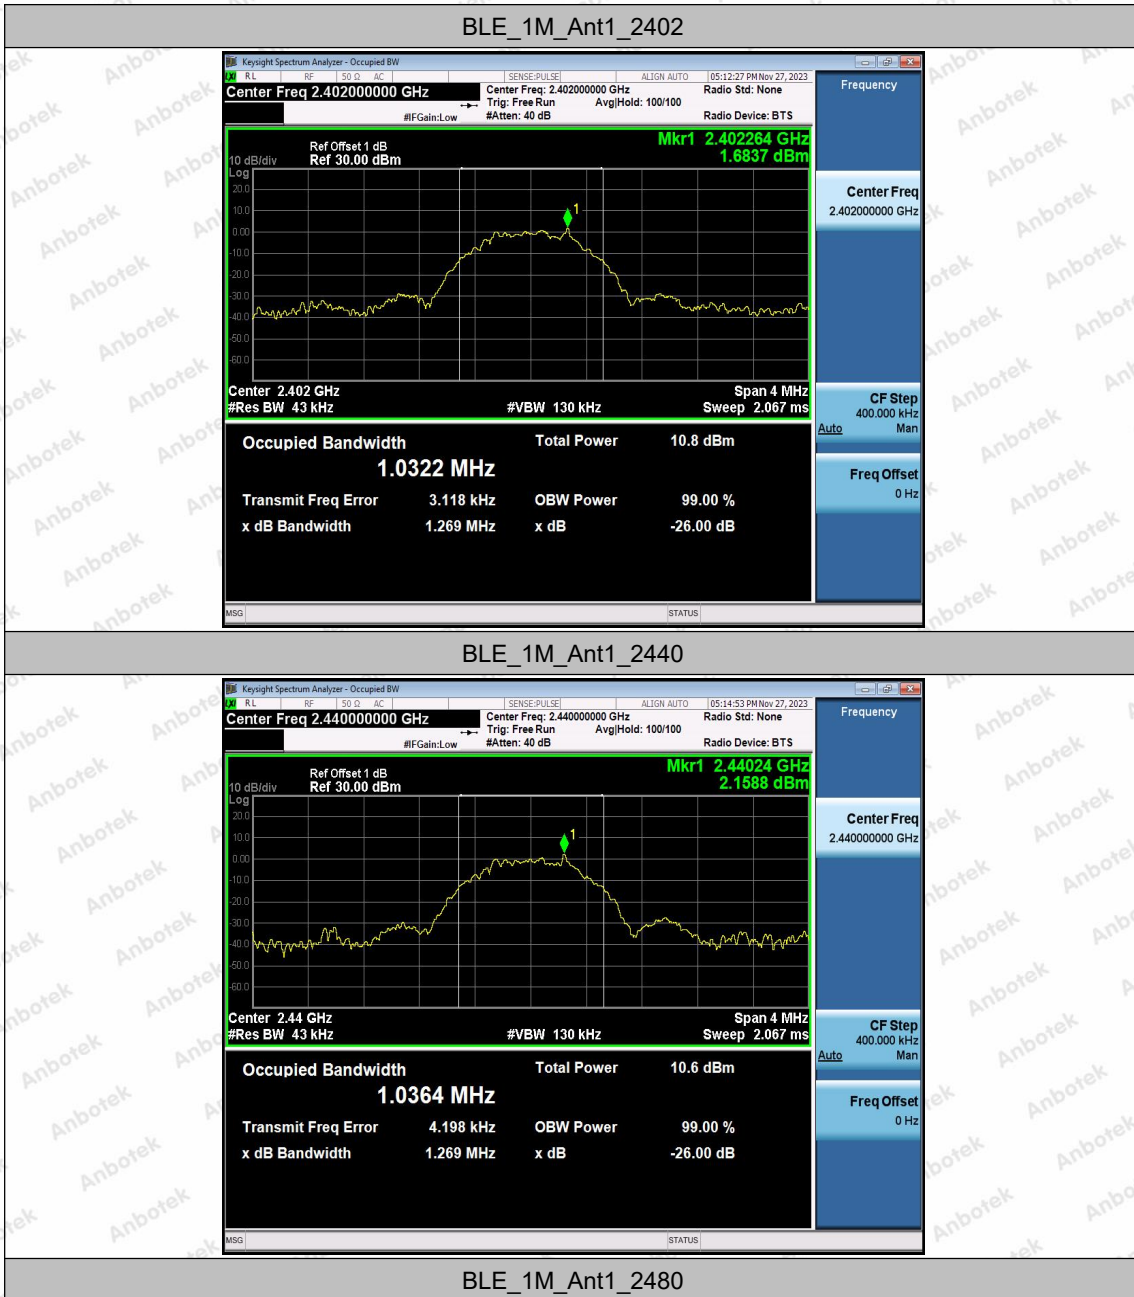 BLE_1M_Ant1_2402
Keysight Spectrum Analyzer - Occupied BW
LXI RL RF 50 Ω AC SENSE:PULSE ALIGN AUTO 05:12:27 PM Nov 27, 2023
Center Freq 2.402000000 GHz Center Freq: 2.402000000 GHz Radio Std: None Frequency
Trig: Free Run Avg|Hold: 100/100
#IFGain:Low #Atten: 40 dB Radio Device: BTS
Mkr1 2.402264 GHz
Ref Offset 1 dB
10 dB/div Ref 30.00 dBm 1.6837 dBm
Log
20.0
10.0
0.00
-10.0
-20.0
-30.0
-40.0
-50.0
-60.0
1
Center Freq
2.402000000 GHz
Center 2.402 GHz Span 4 MHz
#Res BW 43 kHz #VBW 130 kHz Sweep 2.067 ms
CF Step
400.000 kHz
Auto Man
Occupied Bandwidth Total Power 10.8 dBm
1.0322 MHz
Freq Offset
0 Hz
Transmit Freq Error 3.118 kHz OBW Power 99.00 %
x dB Bandwidth 1.269 MHz x dB -26.00 dB
MSG STATUS
BLE_1M_Ant1_2440
Keysight Spectrum Analyzer - Occupied BW
LXI RL RF 50 Ω AC SENSE:PULSE ALIGN AUTO 05:14:53 PM Nov 27, 2023
Center Freq 2.440000000 GHz Center Freq: 2.440000000 GHz Radio Std: None Frequency
Trig: Free Run Avg|Hold: 100/100
#IFGain:Low #Atten: 40 dB Radio Device: BTS
Mkr1 2.44024 GHz
Ref Offset 1 dB
10 dB/div Ref 30.00 dBm 2.1588 dBm
Log
20.0
10.0
0.00
-10.0
-20.0
-30.0
-40.0
-50.0
-60.0
1
Center Freq
2.440000000 GHz
Center 2.44 GHz Span 4 MHz
#Res BW 43 kHz #VBW 130 kHz Sweep 2.067 ms
CF Step
400.000 kHz
Auto Man
Occupied Bandwidth Total Power 10.6 dBm
1.0364 MHz
Freq Offset
0 Hz
Transmit Freq Error 4.198 kHz OBW Power 99.00 %
x dB Bandwidth 1.269 MHz x dB -26.00 dB
MSG STATUS
BLE_1M_Ant1_2480
Anbotek